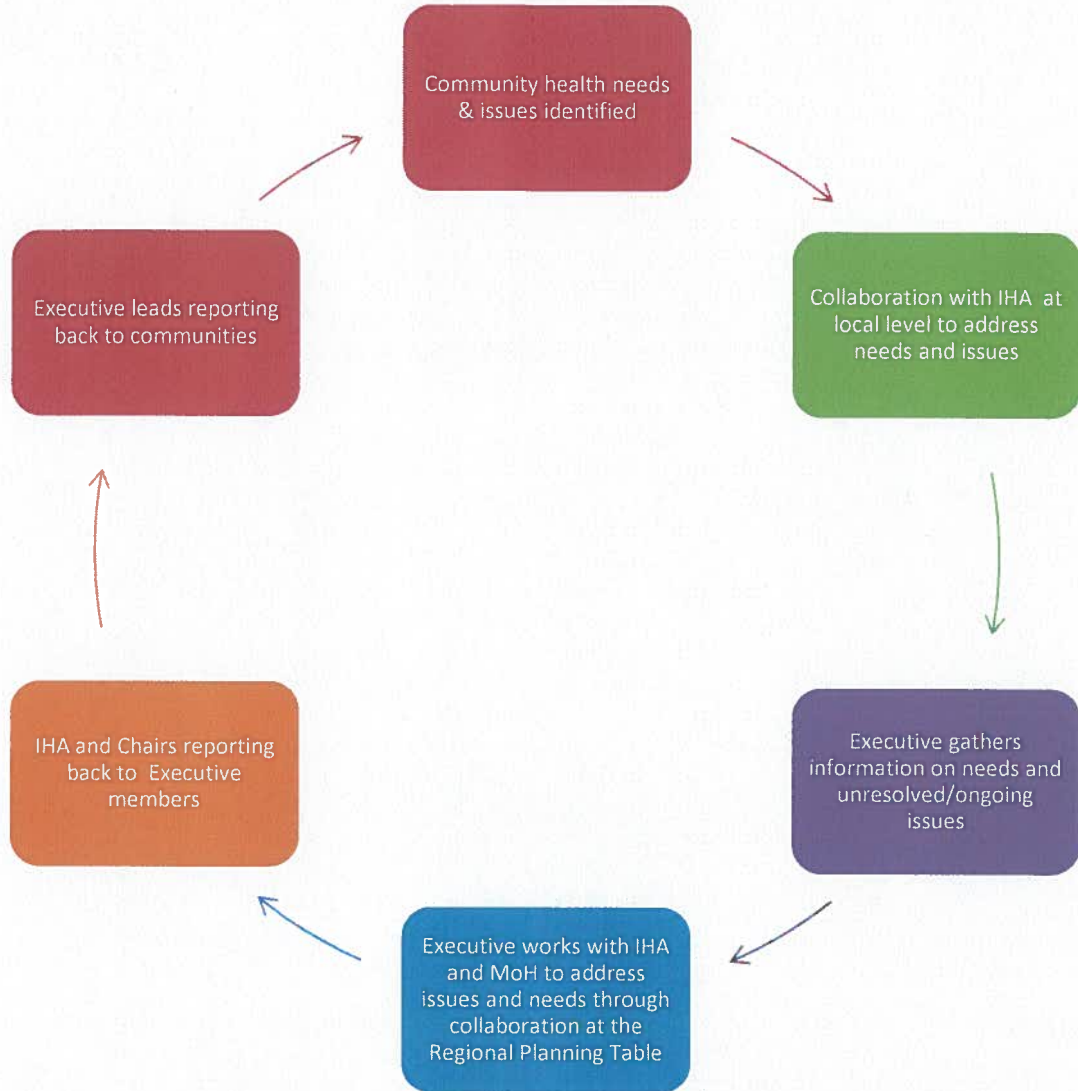 Community health needs
& issues identified
Collaboration with IHA at
local level to address
needs and issues
Executive gathers
information on needs and
unresolved/ongoing
issues
Executive works with IHA
and MoH to address
issues and needs through
collaboration at the
Regional Planning Table
IHA and Chairs reporting
back to Executive
members
Executive leads reporting
back to communities